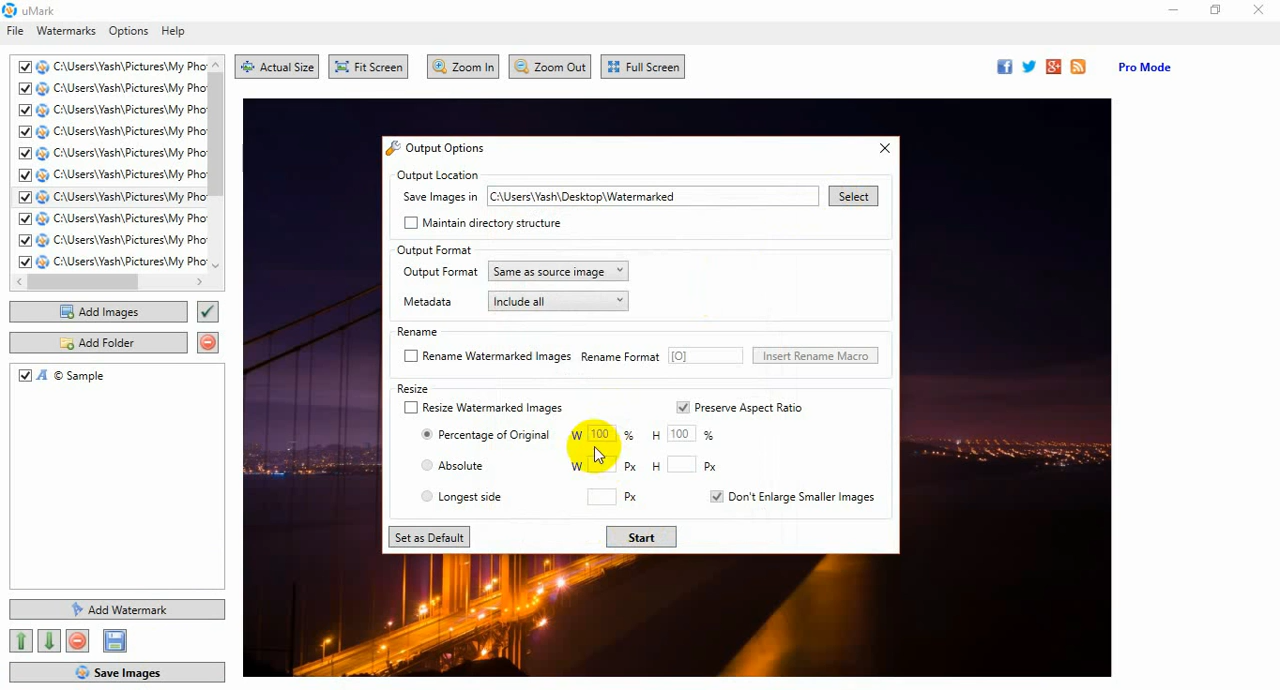 uMark
File Watermarks Options Help
C:\Users\Yash\Pictures\My Pho
C:\Users\Yash\Pictures\My Pho
C:\Users\Yash\Pictures\My Pho
C:\Users\Yash\Pictures\My Pho
C:\Users\Yash\Pictures\My Pho
C:\Users\Yash\Pictures\My Pho
C:\Users\Yash\Pictures\My Pho
C:\Users\Yash\Pictures\My Pho
C:\Users\Yash\Pictures\My Pho
C:\Users\Yash\Pictures\My Pho
Add Images
Add Folder
© Sample
Add Watermark
Save Images
Actual Size Fit Screen Zoom In Zoom Out Full Screen
Pro Mode
Output Options
Output Location
Save Images in C:\Users\Yash\Desktop\Watermarked Select
Maintain directory structure
Output Format
Output Format Same as source image
Metadata Include all
Rename
Rename Watermarked Images Rename Format [O] Insert Rename Macro
Resize
Resize Watermarked Images Preserve Aspect Ratio
Percentage of Original W 100 % H 100 %
Absolute W Px H Px
Longest side Px Don't Enlarge Smaller Images
Set as Default Start